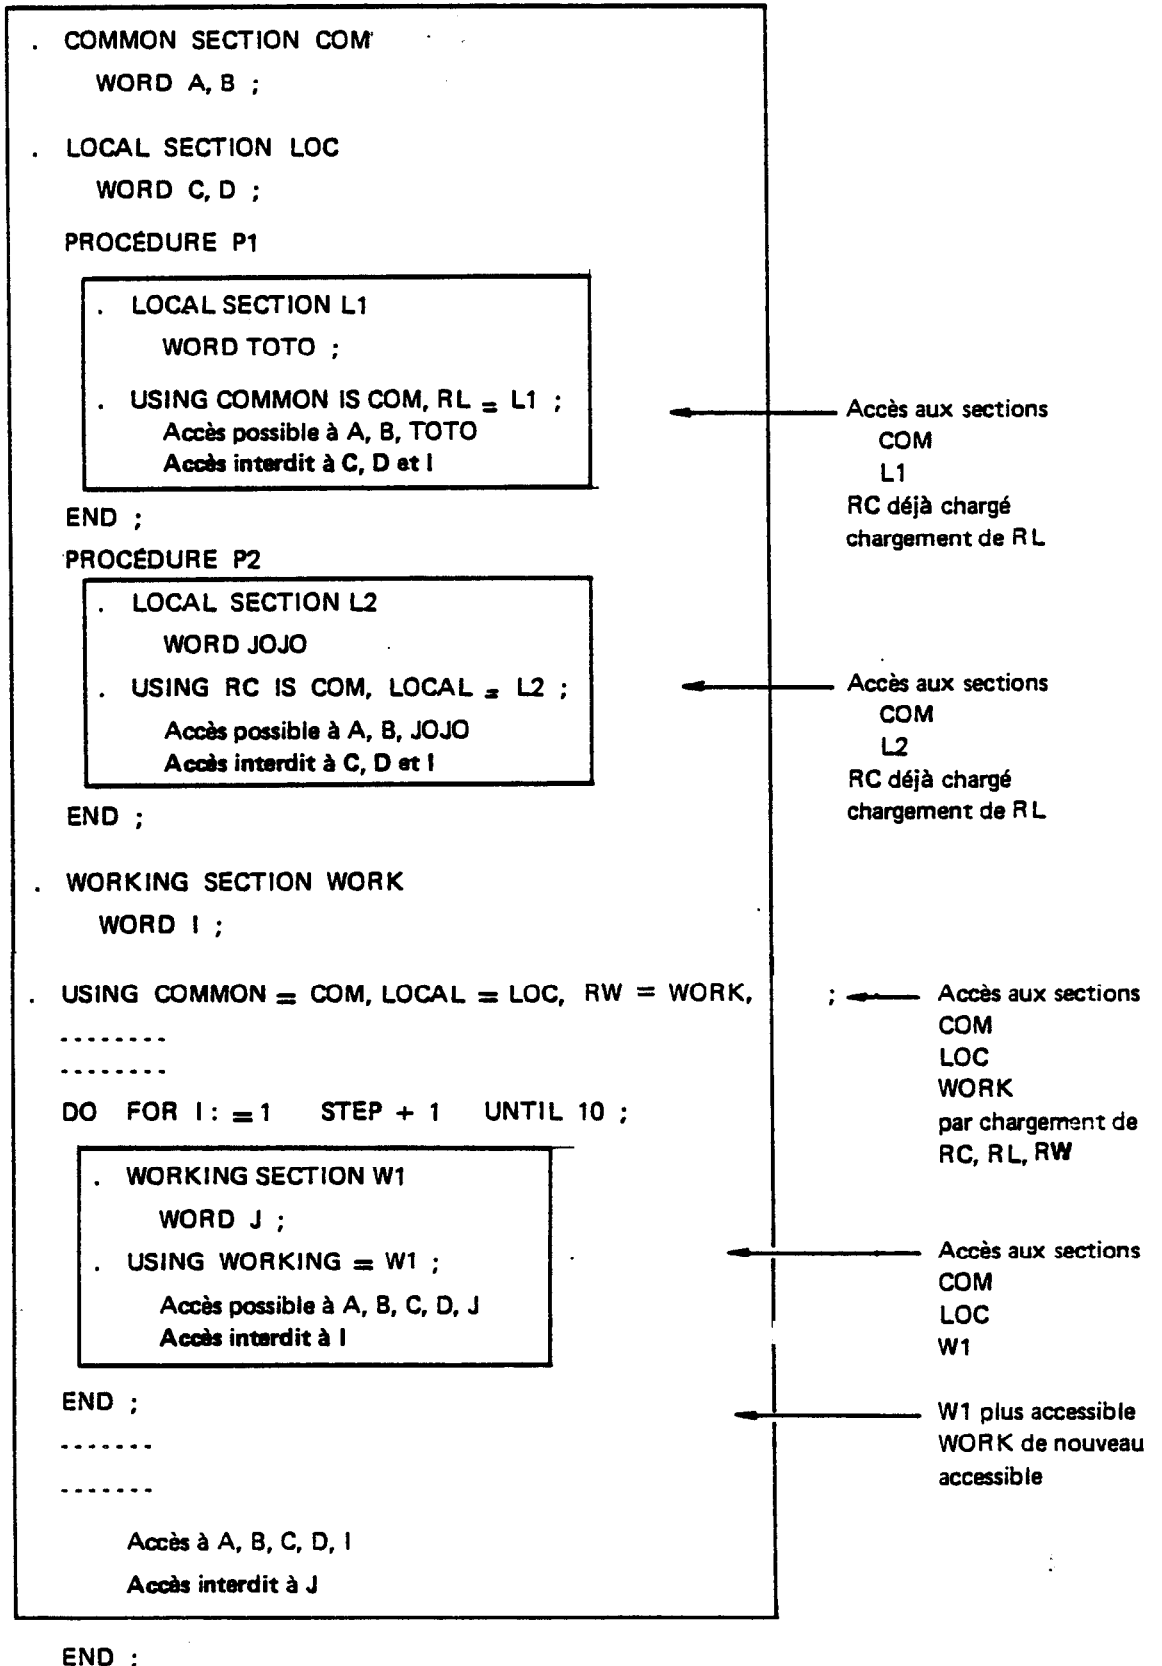 . COMMON SECTION COM
WORD A, B ;
. LOCAL SECTION LOC
WORD C, D ;
PROCÉDURE P1
. LOCAL SECTION L1
WORD TOTO ;
. USING COMMON IS COM, RL = L1 ;
Accès possible à A, B, TOTO
Accès interdit à C, D et I
Accès aux sections
COM
L1
RC déjà chargé
chargement de RL
END ;
PROCÉDURE P2
. LOCAL SECTION L2
WORD JOJO
. USING RC IS COM, LOCAL = L2 ;
Accès possible à A, B, JOJO
Accès interdit à C, D et I
Accès aux sections
COM
L2
RC déjà chargé
chargement de RL
END ;
. WORKING SECTION WORK
WORD I ;
. USING COMMON = COM, LOCAL = LOC, RW = WORK, ;
Accès aux sections
COM
LOC
WORK
par chargement de
RC, RL, RW
--------
--------
DO FOR I : = 1 STEP + 1 UNTIL 10 ;
. WORKING SECTION W1
WORD J ;
. USING WORKING = W1 ;
Accès possible à A, B, C, D, J
Accès interdit à I
Accès aux sections
COM
LOC
W1
END ;
W1 plus accessible
WORK de nouveau
accessible
-------
-------
Accès à A, B, C, D, I
Accès interdit à J
END ;